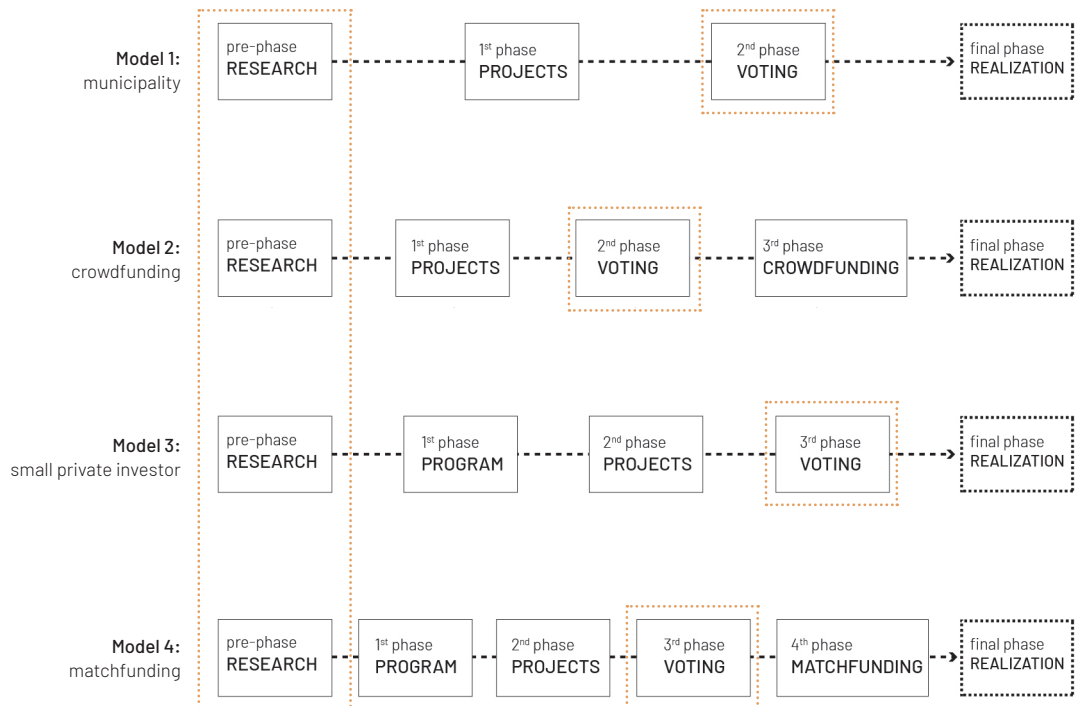 Model 1:
municipality
pre-phase
RESEARCH
1st phase
PROJECTS
2nd phase
VOTING
final phase
REALIZATION
Model 2:
crowdfunding
pre-phase
RESEARCH
1st phase
PROJECTS
2nd phase
VOTING
3rd phase
CROWDFUNDING
final phase
REALIZATION
Model 3:
small private investor
pre-phase
RESEARCH
1st phase
PROGRAM
2nd phase
PROJECTS
3rd phase
VOTING
final phase
REALIZATION
Model 4:
matchfunding
pre-phase
RESEARCH
1st phase
PROGRAM
2nd phase
PROJECTS
3rd phase
VOTING
4th phase
MATCHFUNDING
final phase
REALIZATION